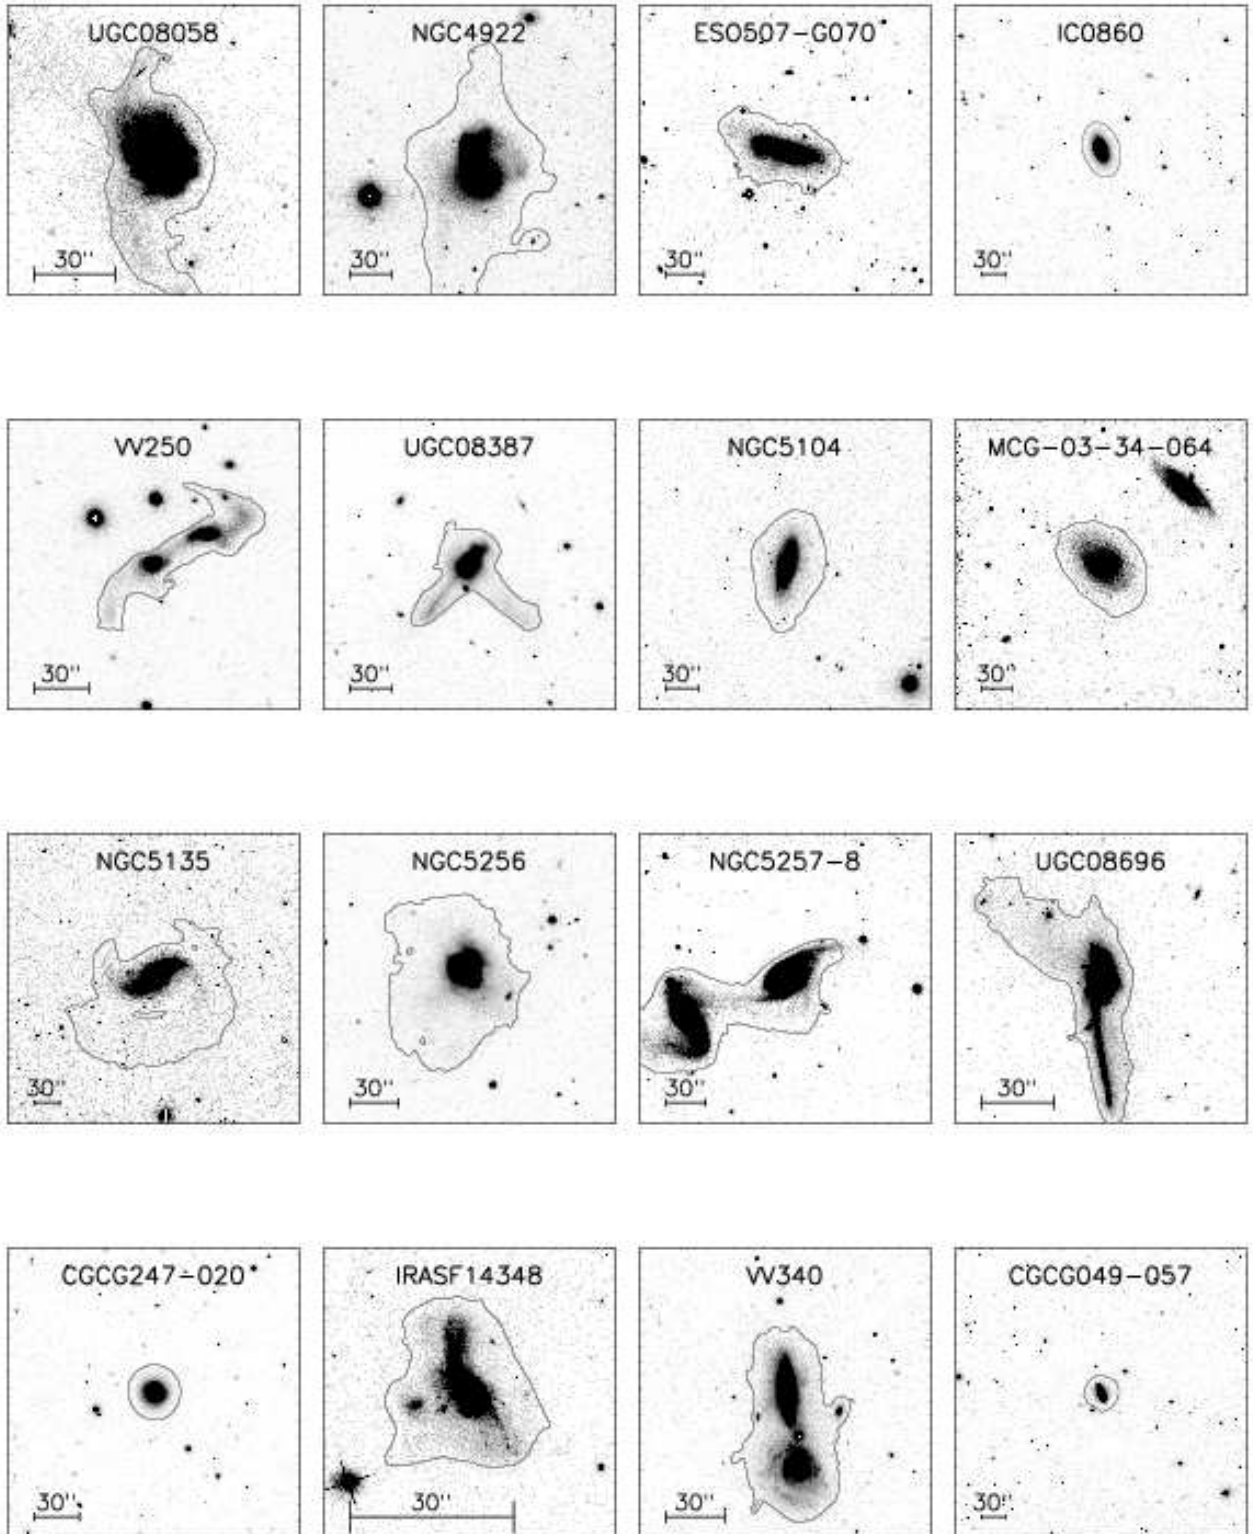 UGC08058 NGC4922 ESO507-G070 IC0860
30'' 30'' 30'' 30''
VV250 UGC08387 NGC5104 MCG-03-34-064
30'' 30'' 30'' 30''
NGC5135 NGC5256 NGC5257-8 UGC08696
30'' 30'' 30'' 30''
CGCG247-020 IRASF14348 VV340 CGCG049-057
30'' 30'' 30'' 30''